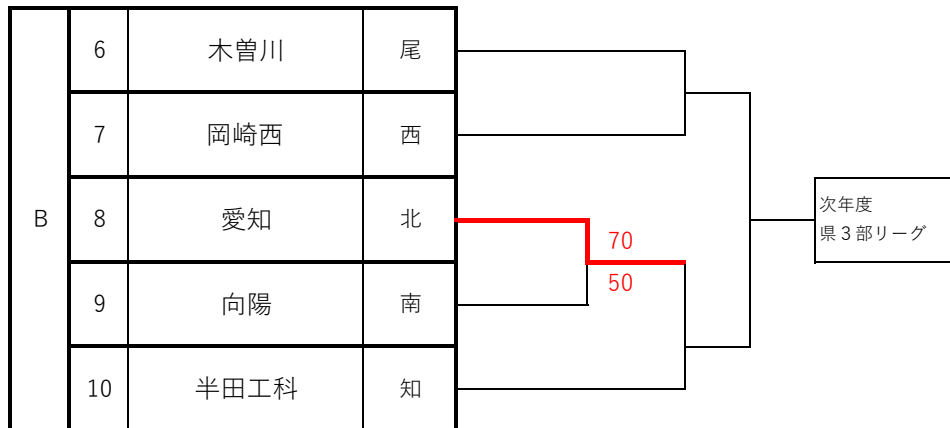 6 木曽川 尾
7 岡崎西 西
B 8 愛知 北
9 向陽 南
10 半田工科 知
70
50
次年度
県３部リーグ